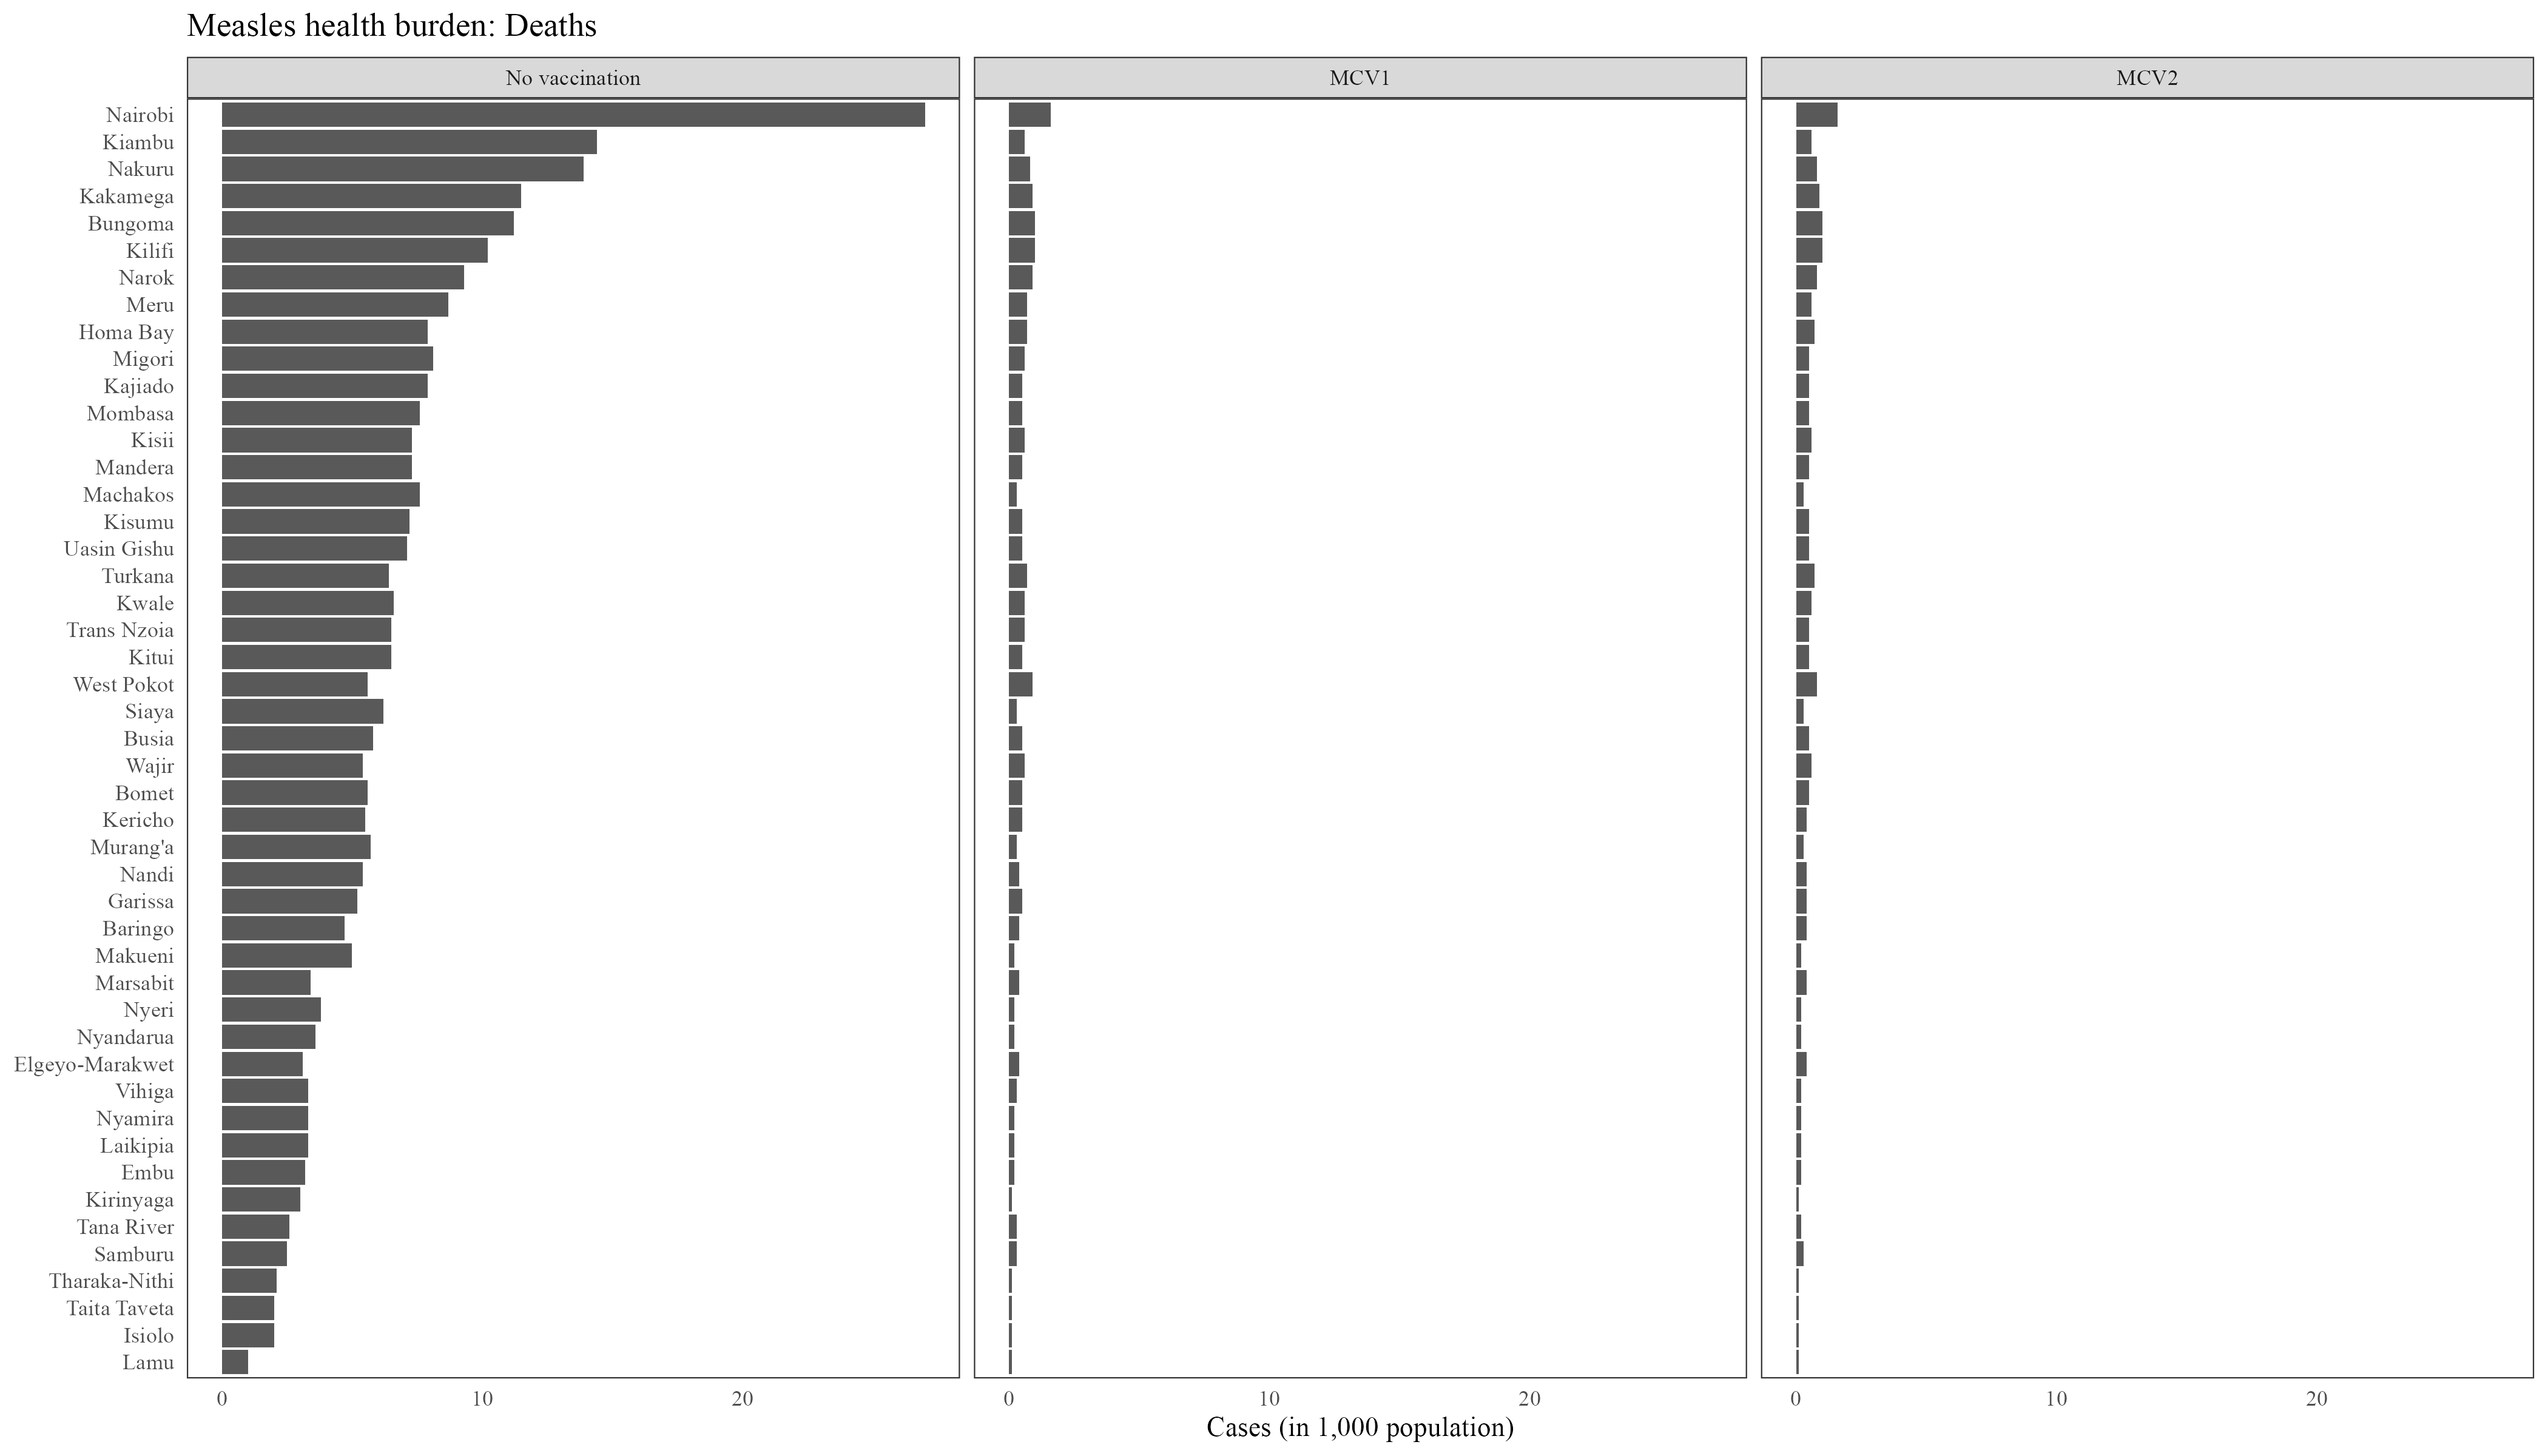 Measles health burden: Deaths
No vaccination
MCV1
MCV2
Nairobi
Kiambu
Nakuru
Kakamega
Bungoma
Kilifi
Narok
Meru
Homa Bay
Migori
Kajiado
Mombasa
Kisii
Mandera
Machakos
Kisumu
Uasin Gishu
Turkana
Kwale
Trans Nzoia
Kitui
West Pokot
Siaya
Busia
Wajir
Bomet
Kericho
Murang'a
Nandi
Garissa
Baringo
Makueni
Marsabit
Nyeri
Nyandarua
Elgeyo-Marakwet
Vihiga
Nyamira
Laikipia
Embu
Kirinyaga
Tana River
Samburu
Tharaka-Nithi
Taita Taveta
Isiolo
Lamu
0 10 20
0 10 20
0 10 20
Cases (in 1,000 population)